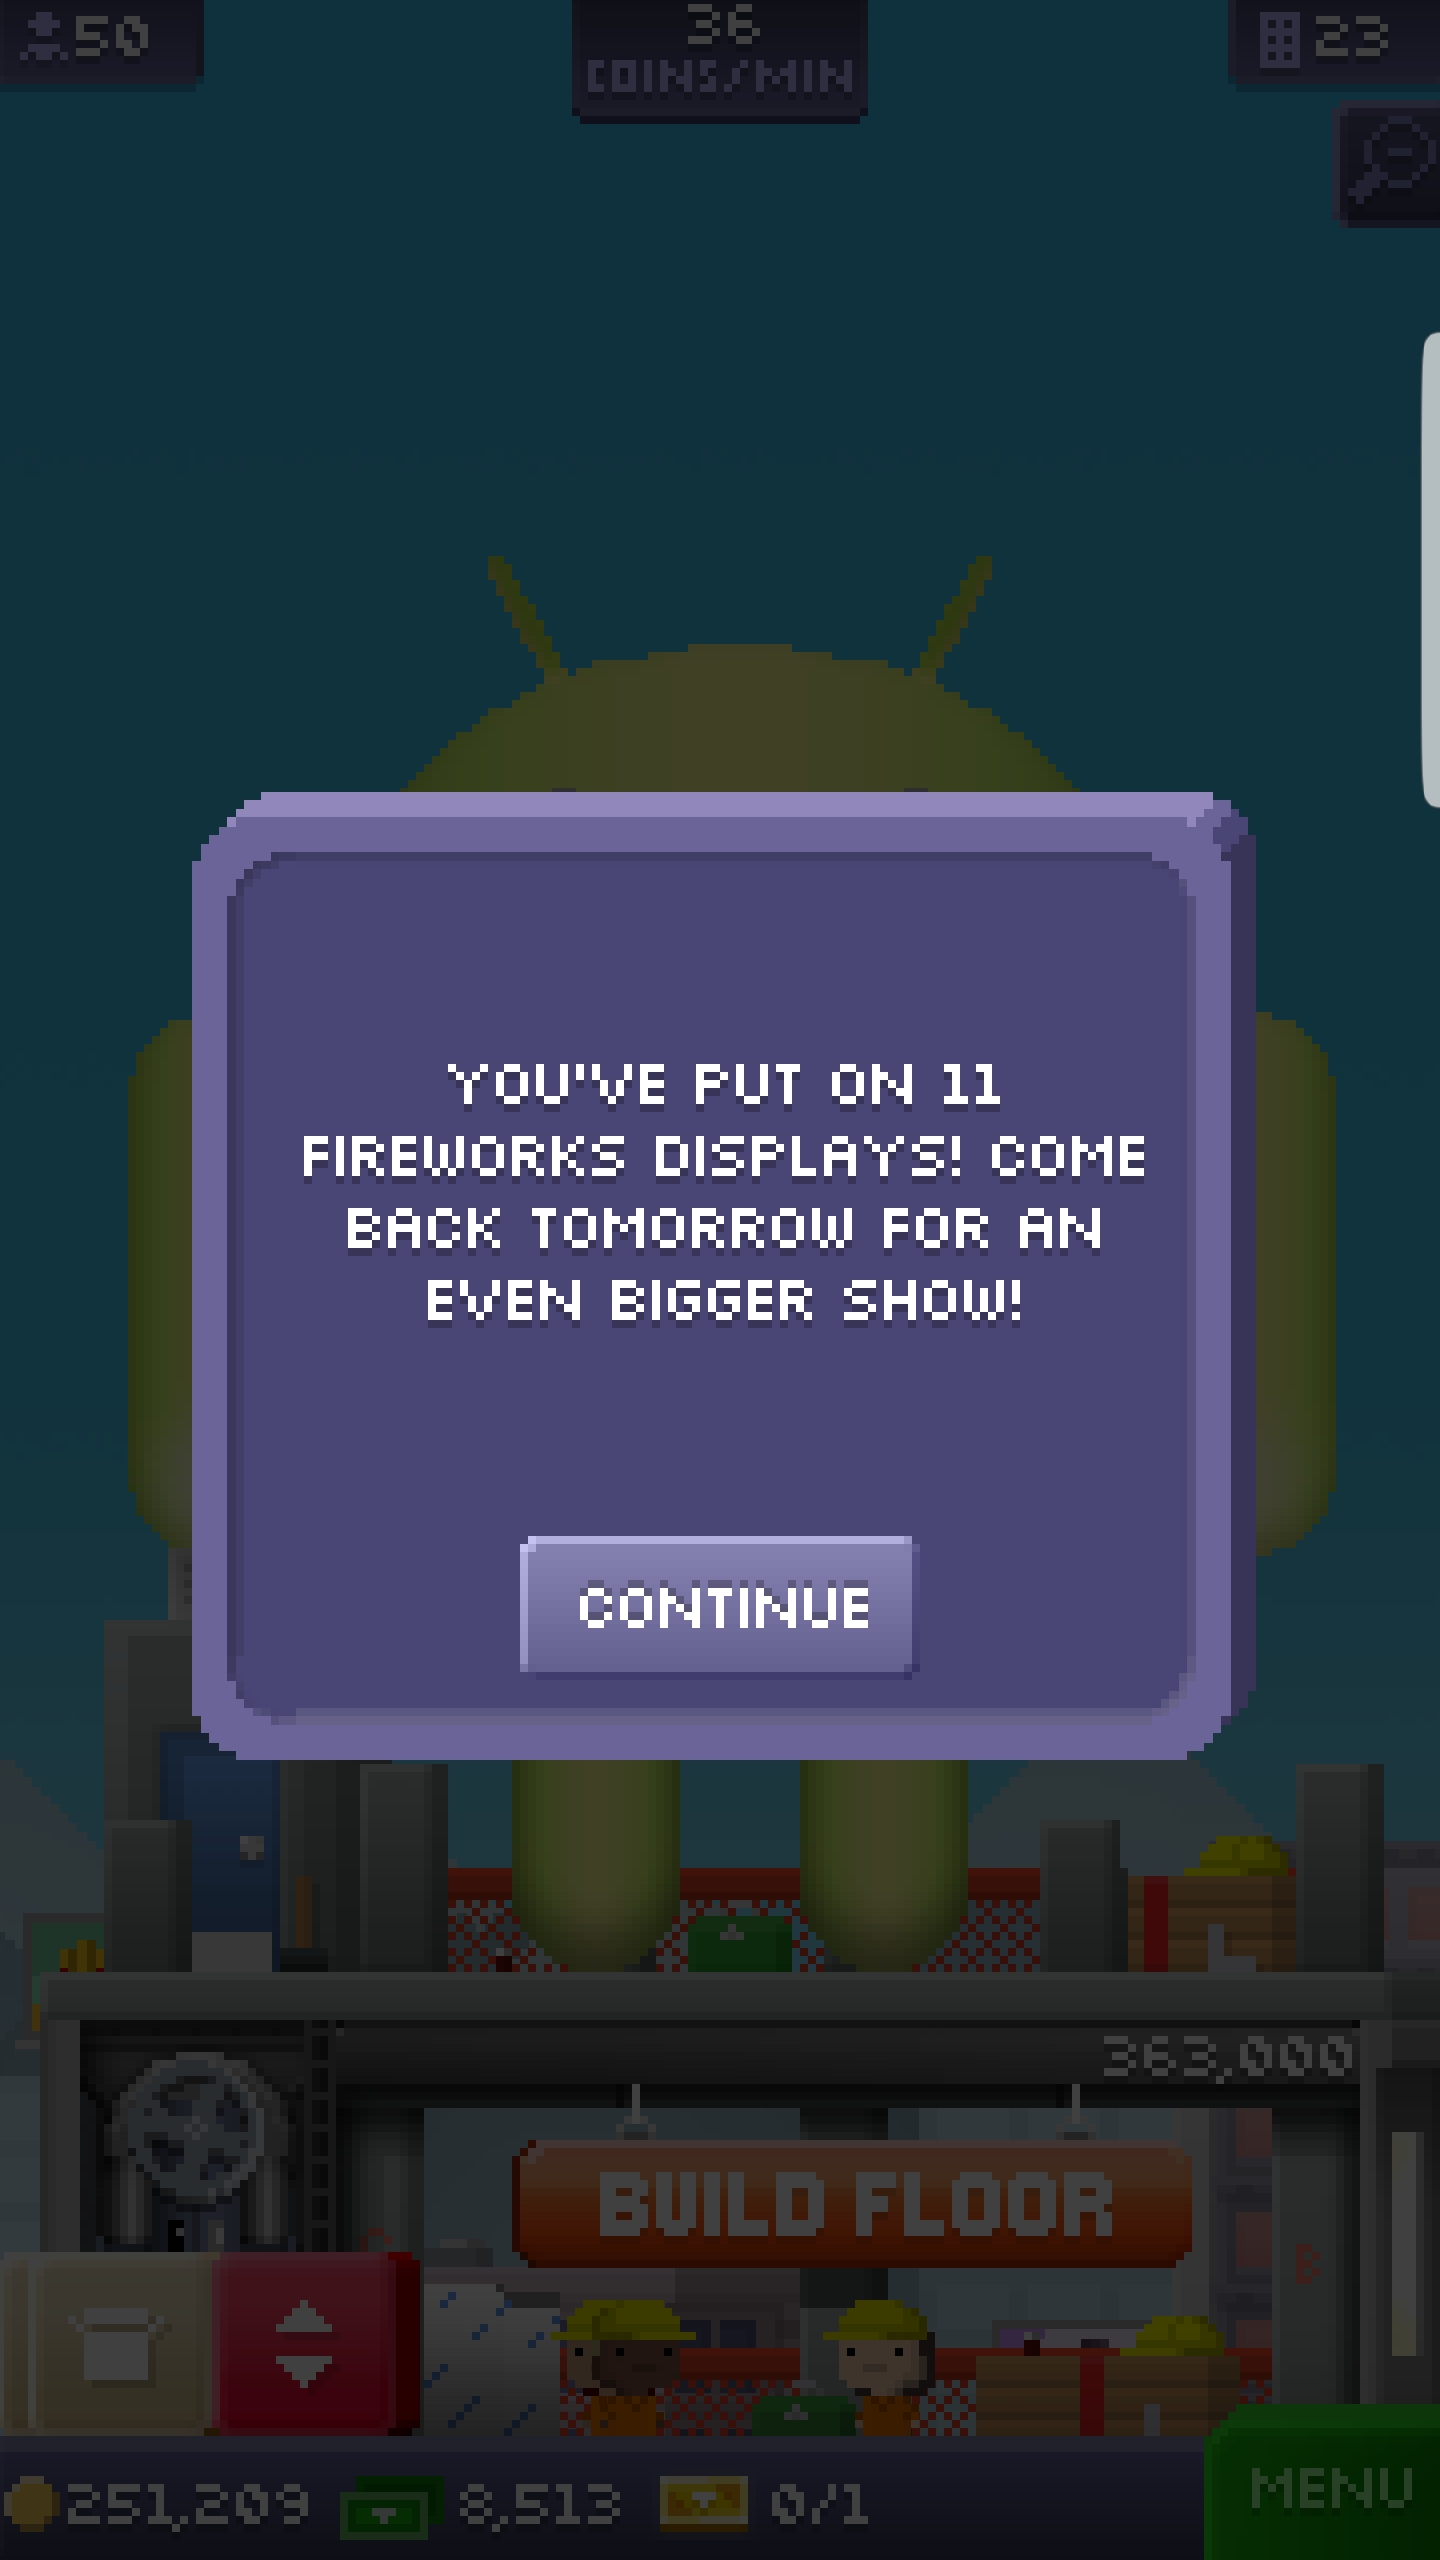 50
36
COINS/MIN
23
YOU'VE PUT ON 11
FIREWORKS DISPLAYS! COME
BACK TOMORROW FOR AN
EVEN BIGGER SHOW!
CONTINUE
363,000
BUILD FLOOR
B
251,209
8,513
0/1
MENU